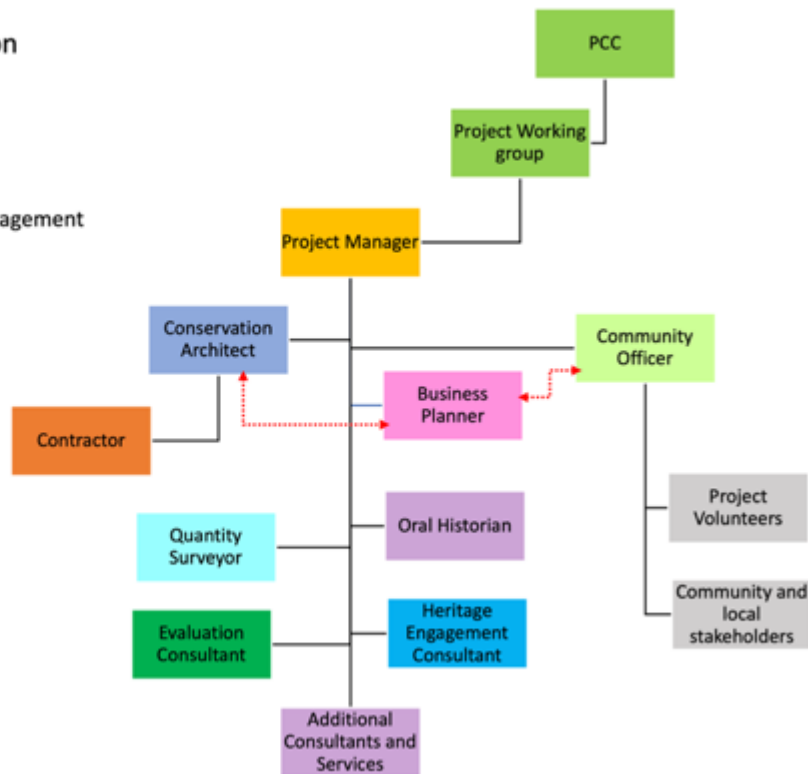 on
PCC
Project Working
group
agement
Project Manager
Conservation
Architect
Community
Officer
Business
Planner
Contractor
Project
Volunteers
Oral Historian
Quantity
Surveyor
Community and
local
stakeholders
Evaluation
Consultant
Heritage
Engagement
Consultant
Additional
Consultants and
Services